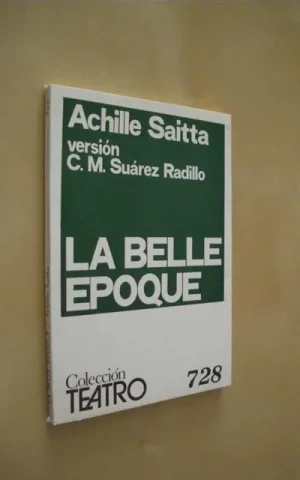 Achille Saitta
versión
C. M. Suárez Radillo
LA BELLE
EPOQUE
Colección
TEATRO
728